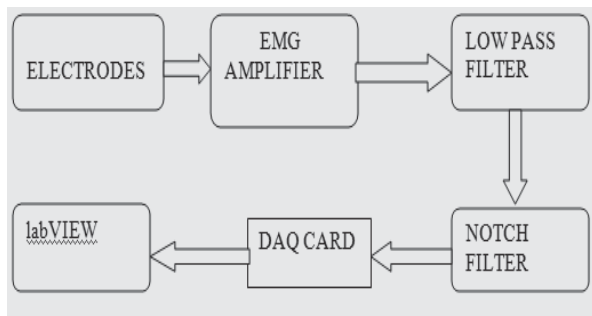 ELECTRODES
EMG
AMPLIFIER
LOW PASS
FILTER
labVIEW
DAQ CARD
NOTCH
FILTER